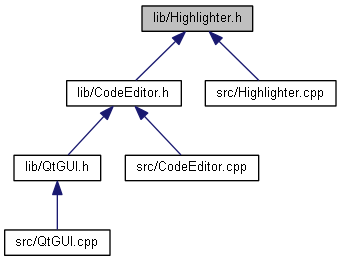 lib/Highlighter.h
lib/CodeEditor.h
src/Highlighter.cpp
lib/QtGUI.h
src/CodeEditor.cpp
src/QtGUI.cpp